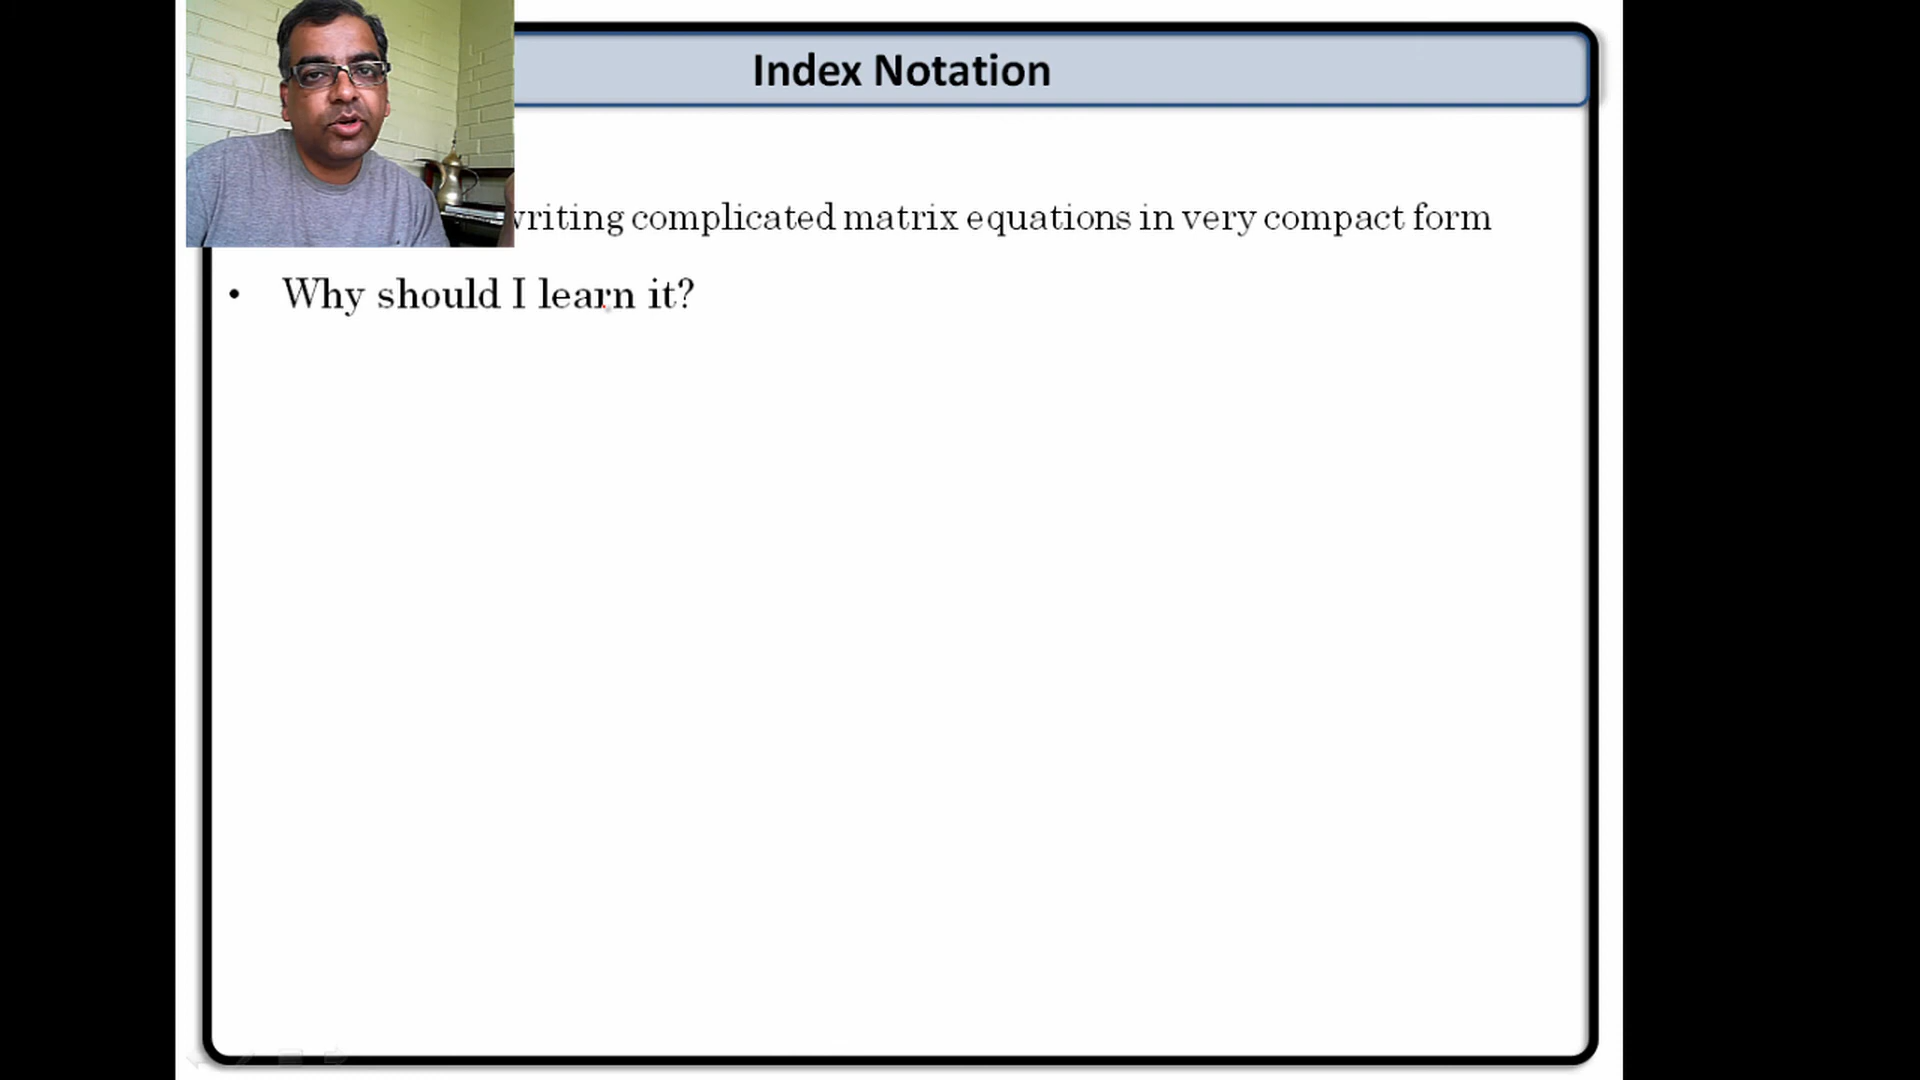 Index Notation
writing complicated matrix equations in very compact form
• Why should I learn it?